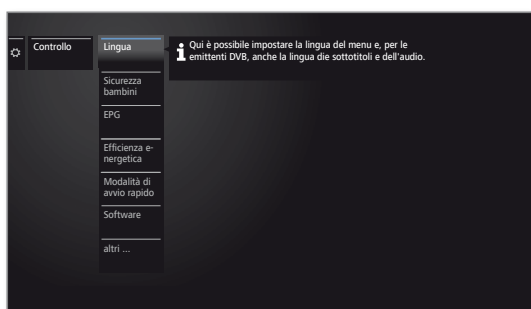 Controllo
Lingua
Qui è possibile impostare la lingua del menu e, per le
emittenti DVB, anche la lingua die sottotitoli e dell'audio.
Sicurezza
bambini
EPG
Efficienza e-
nergetica
Modalità di
avvio rapido
Software
altri ...